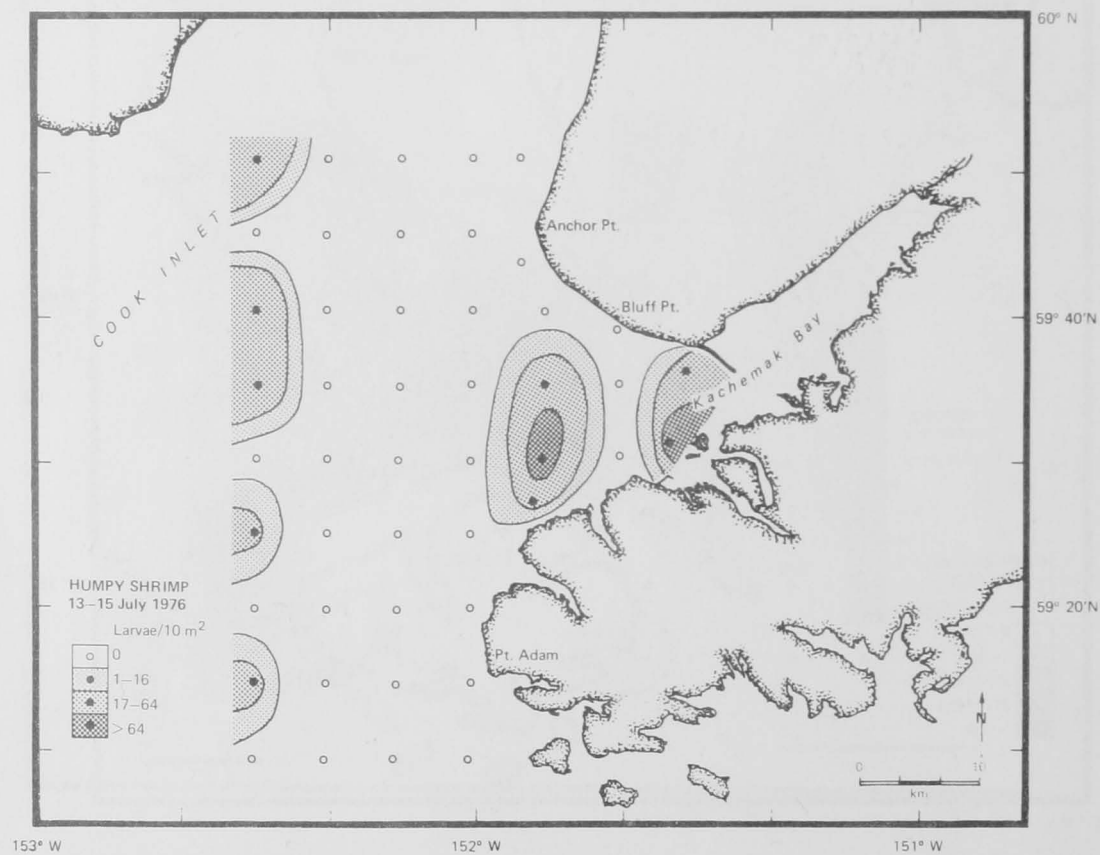 60° N
Anchor Pt.
COOK INLET
Bluff Pt.
59° 40'N
Kachemak Bay
HUMPY SHRIMP
13–15 July 1976
Larvae/10 m²
0
1–16
17–64
> 64
59° 20'N
Pt. Adam
N
0 10
km
153° W 152° W 151° W